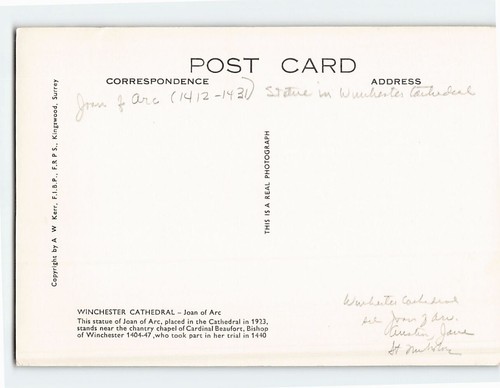 POST CARD
CORRESPONDENCE ADDRESS
Joan of Arc (1412-1431) Statue in Winchester Cathedral
Copyright by A. W. Kerr, F.I.B.P., F.R.P.S., Kingswood, Surrey
THIS IS A REAL PHOTOGRAPH
WINCHESTER CATHEDRAL – Joan of Arc
This statue of Joan of Arc, placed in the Cathedral in 1923,
stands near the chantry chapel of Cardinal Beaufort, Bishop
of Winchester 1404-47, who took part in her trial in 1440
Winchester Cathedral
Joan of Arc
Austin, Jane
St